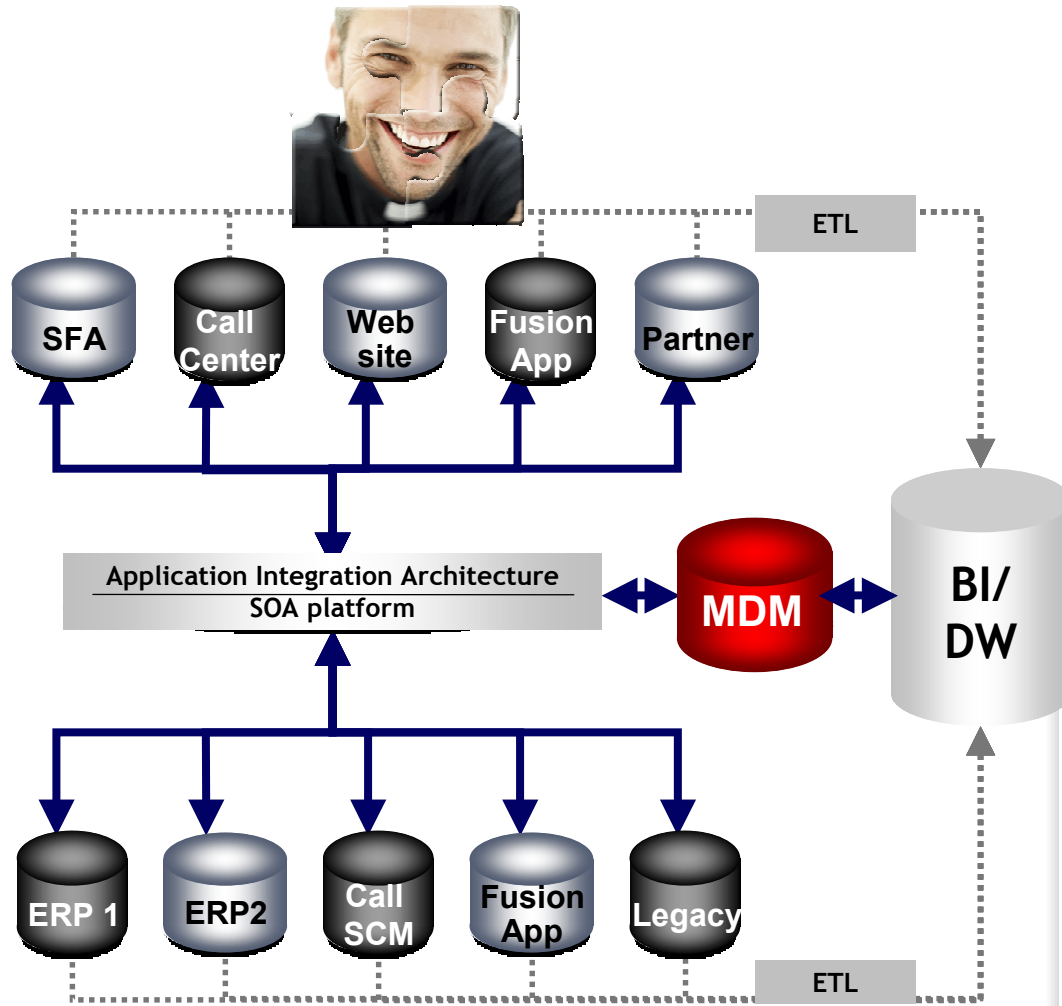 ETL
SFA
Call
Center
Web
site
Fusion
App
Partner
Application Integration Architecture
SOA platform
MDM
BI/
DW
ERP 1
ERP2
Call
SCM
Fusion
App
Legacy
ETL